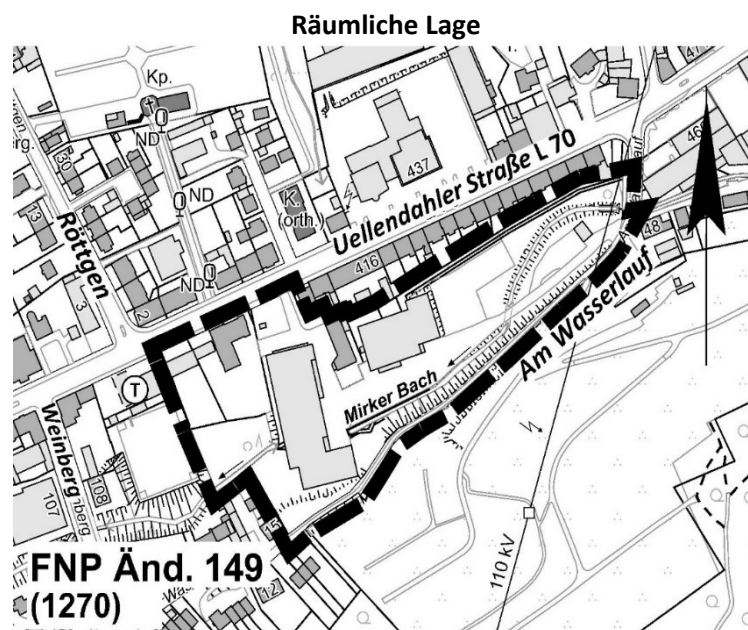 Räumliche Lage
Kp.
ND
ND
ND
30
13
3
2
Röttgen
K.
(orth.)
437
416
Uellendahler Straße L 70
48
Am Wasserlauf
Mirker Bach
T
Weinberg
108
107
15
12
110 kV
FNP Änd. 149
(1270)